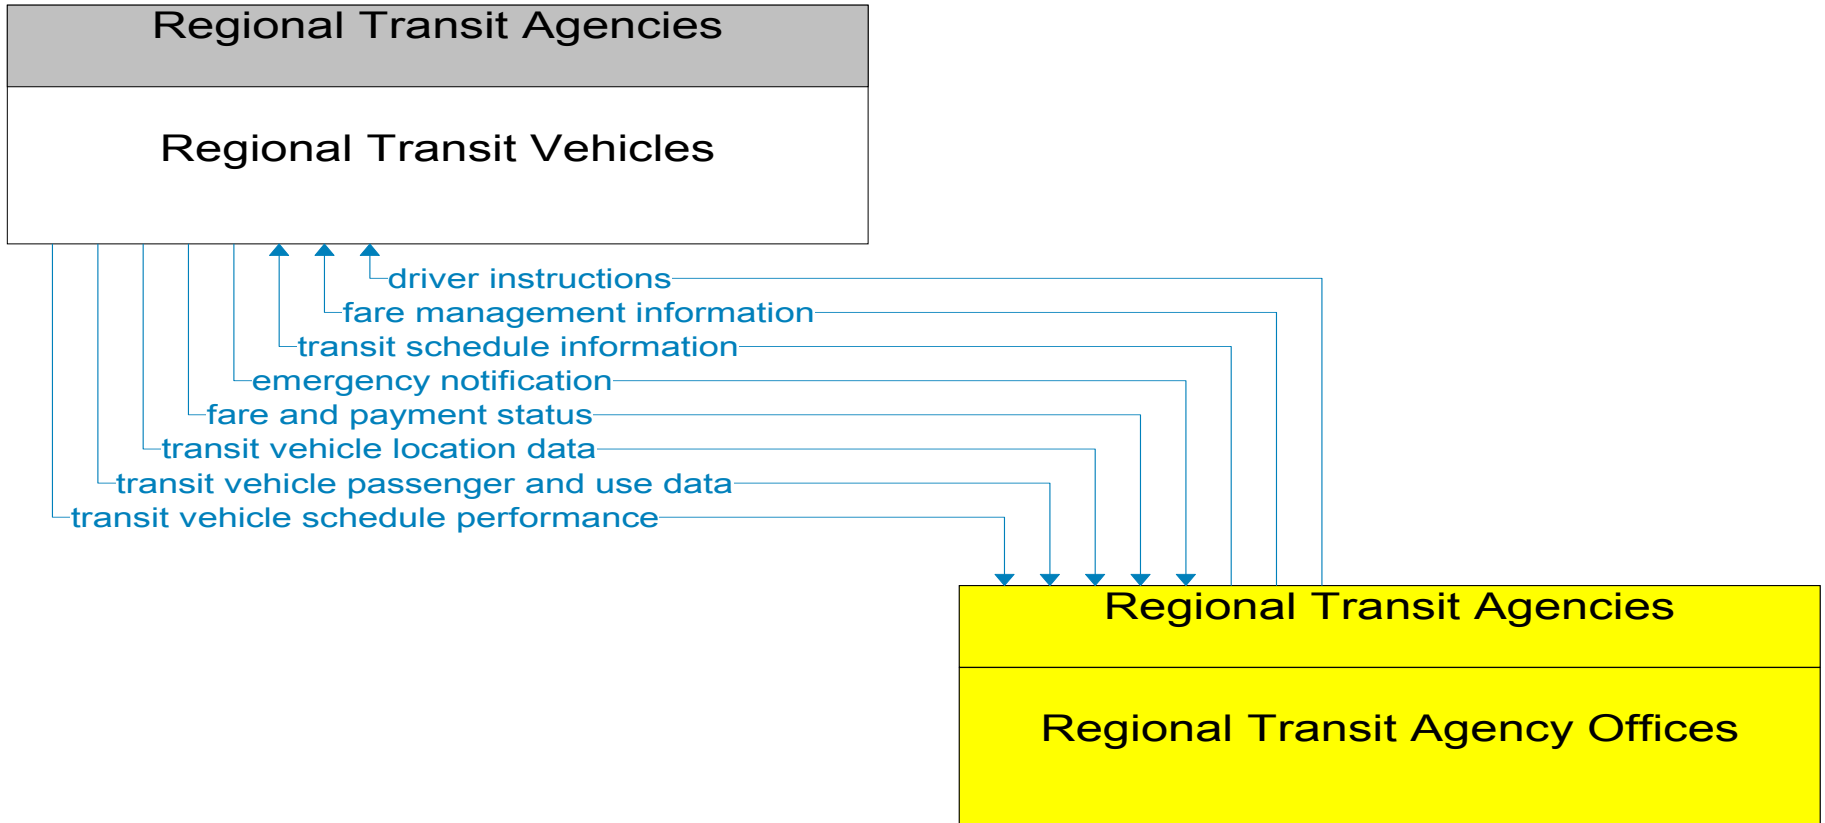 Regional Transit Agencies
Regional Transit Vehicles
driver instructions
fare management information
transit schedule information
emergency notification
fare and payment status
transit vehicle location data
transit vehicle passenger and use data
transit vehicle schedule performance
Regional Transit Agencies
Regional Transit Agency Offices